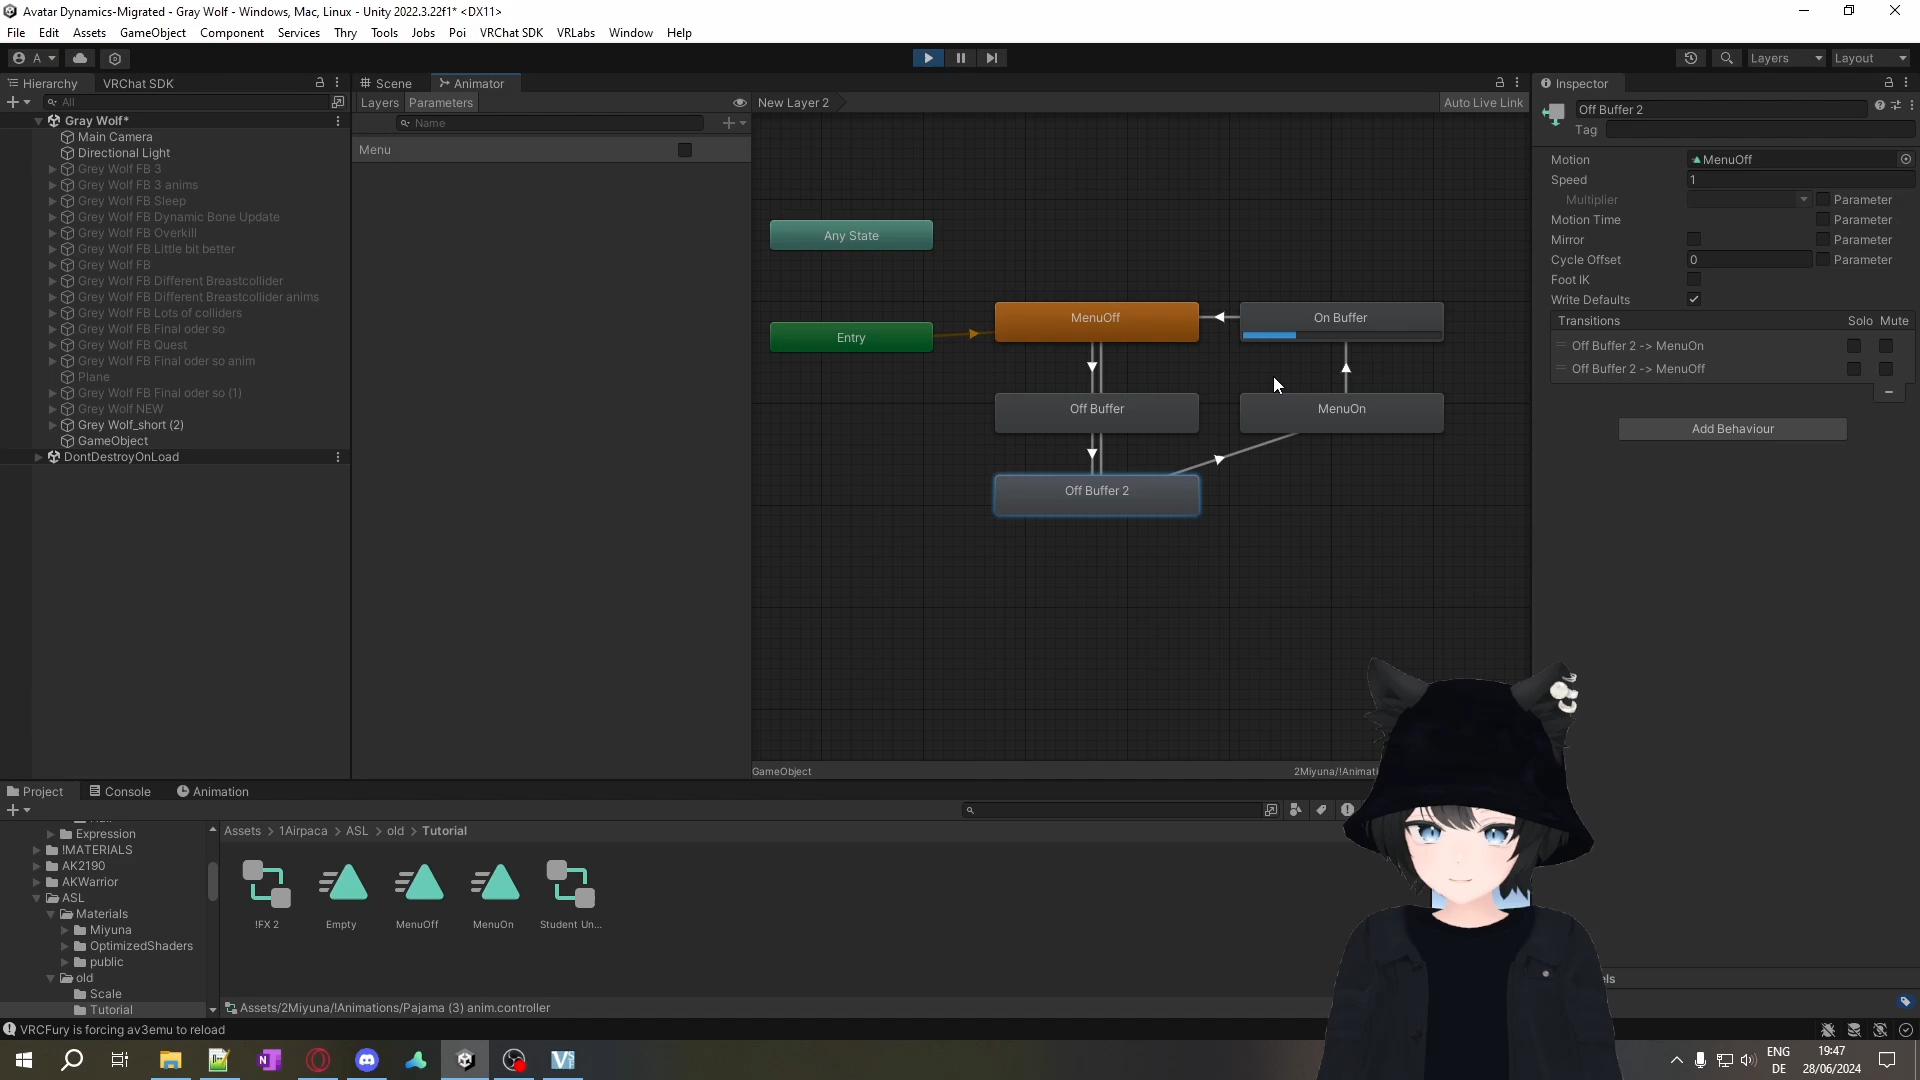 Avatar Dynamics-Migrated - Gray Wolf - Windows, Mac, Linux - Unity 2022.3.22f1* <DX11>
File Edit Assets GameObject Component Services Thry Tools Jobs Poi VRChat SDK VRLabs Window Help
A Layers Layout
Hierarchy VRChat SDK Scene Animator Inspector
All Layers Parameters New Layer 2 Auto Live Link
Name
Menu
Gray Wolf*
Main Camera
Directional Light
Grey Wolf FB 3
Grey Wolf FB 3 anims
Grey Wolf FB Sleep
Grey Wolf FB Dynamic Bone Update
Grey Wolf FB Overkill
Grey Wolf FB Little bit better
Grey Wolf FB
Grey Wolf FB Different Breastcollider
Grey Wolf FB Different Breastcollider anims
Grey Wolf FB Lots of colliders
Grey Wolf FB Final oder so
Grey Wolf FB Quest
Grey Wolf FB Final oder so anim
Plane
Grey Wolf FB Final oder so (1)
Grey Wolf NEW
Grey Wolf_short (2)
GameObject
DontDestroyOnLoad
Any State
Entry
MenuOff
On Buffer
Off Buffer
MenuOn
Off Buffer 2
GameObject 2Miyuna/!Animati
Off Buffer 2
Tag
Motion MenuOff
Speed 1
Multiplier Parameter
Motion Time Parameter
Mirror Parameter
Cycle Offset 0 Parameter
Foot IK
Write Defaults
Transitions Solo Mute
Off Buffer 2 -> MenuOn
Off Buffer 2 -> MenuOff
Add Behaviour
Project Console Animation
Assets > 1Airpaca > ASL > old > Tutorial
Expression
!MATERIALS
AK2190
AKWarrior
ASL
Materials
Miyuna
OptimizedShaders
public
old
Scale
Tutorial
!FX 2 Empty MenuOff MenuOn Student Un...
Assets/2Miyuna/!Animations/Pajama (3) anim.controller
VRCFury is forcing av3emu to reload
ENG
DE
19:47
28/06/2024